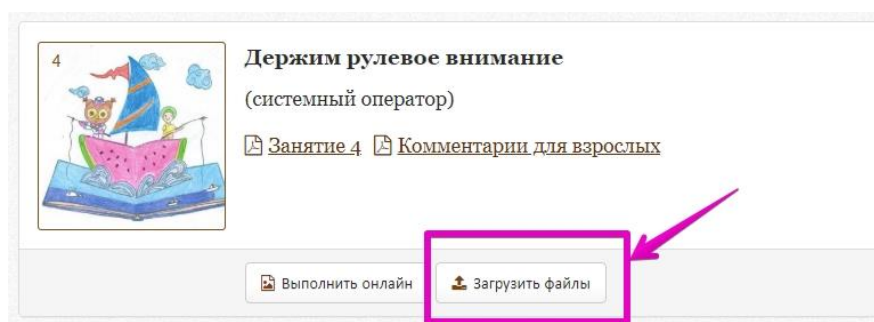 4
Держим рулевое внимание
(системный оператор)
Занятие 4 Комментарии для взрослых
Выполнить онлайн Загрузить файлы